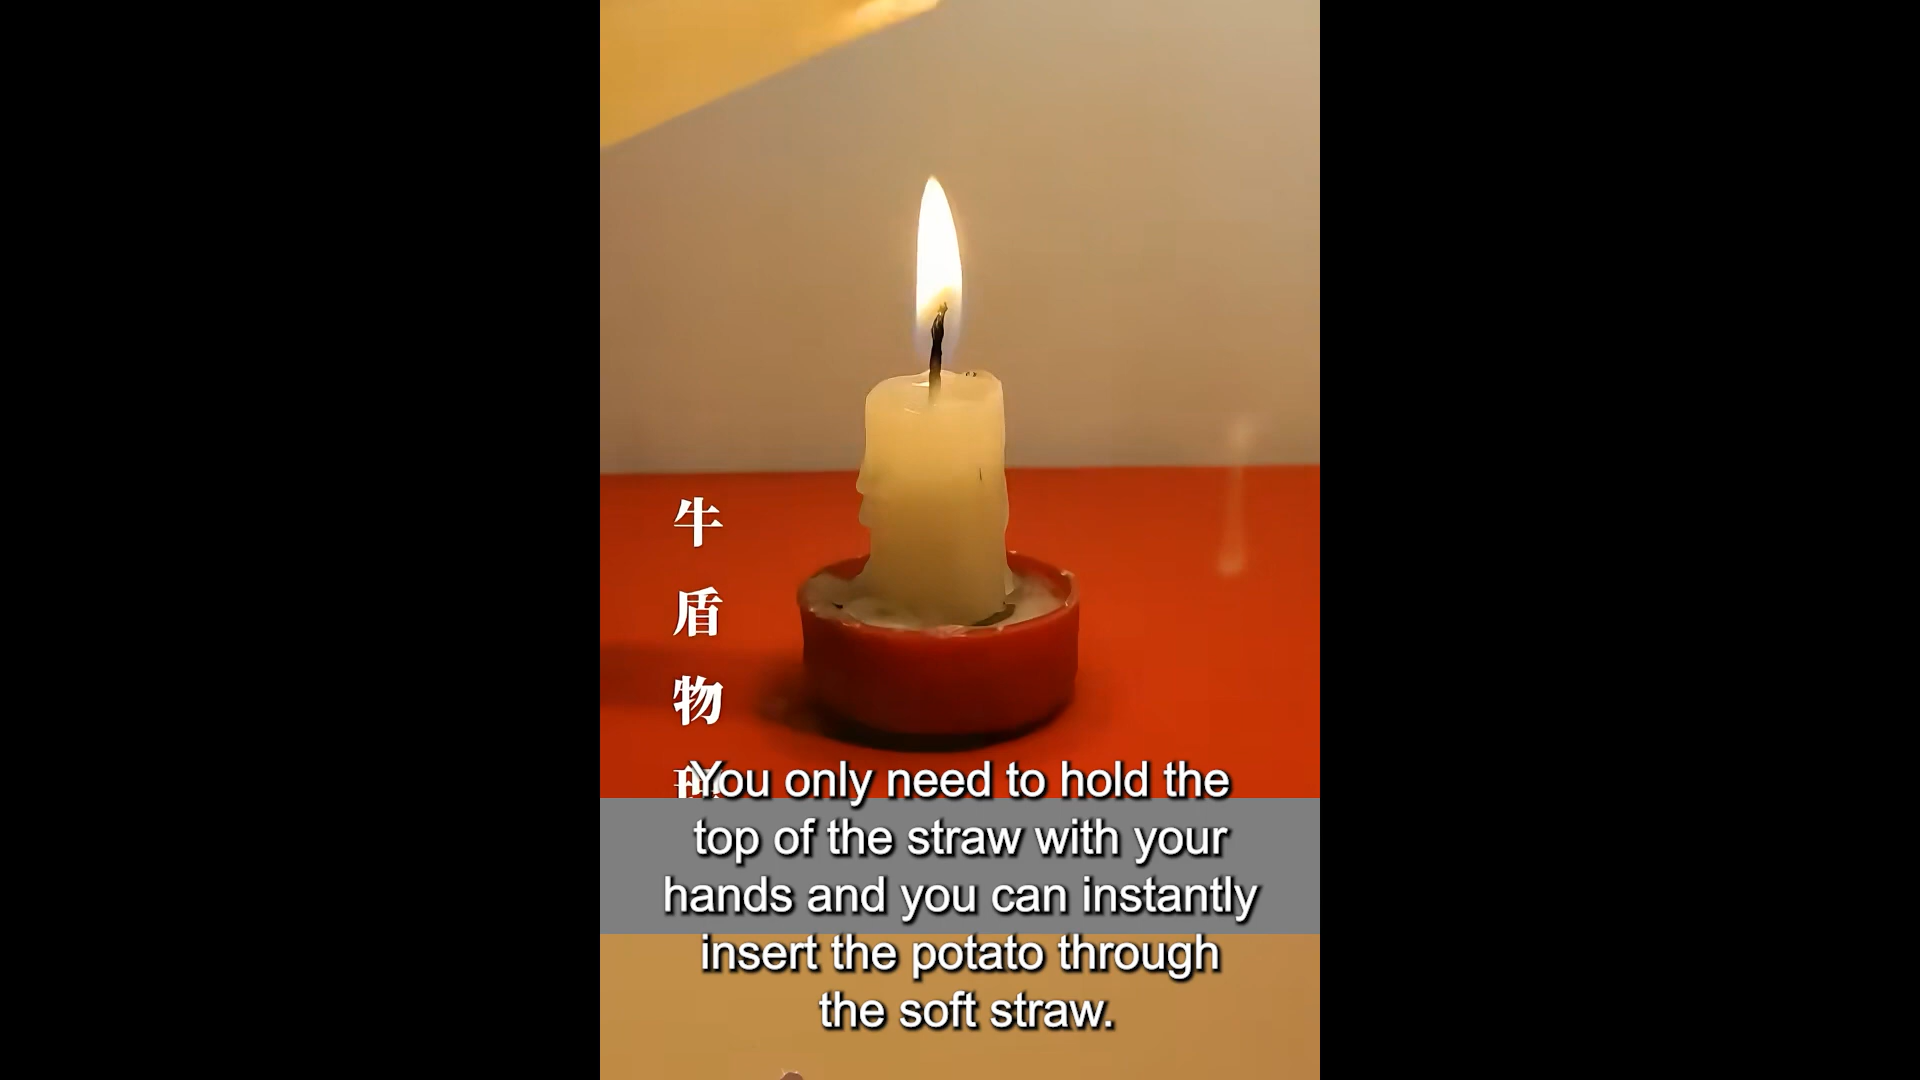 牛盾物
You only need to hold the
top of the straw with your
hands and you can instantly
insert the potato through
the soft straw.